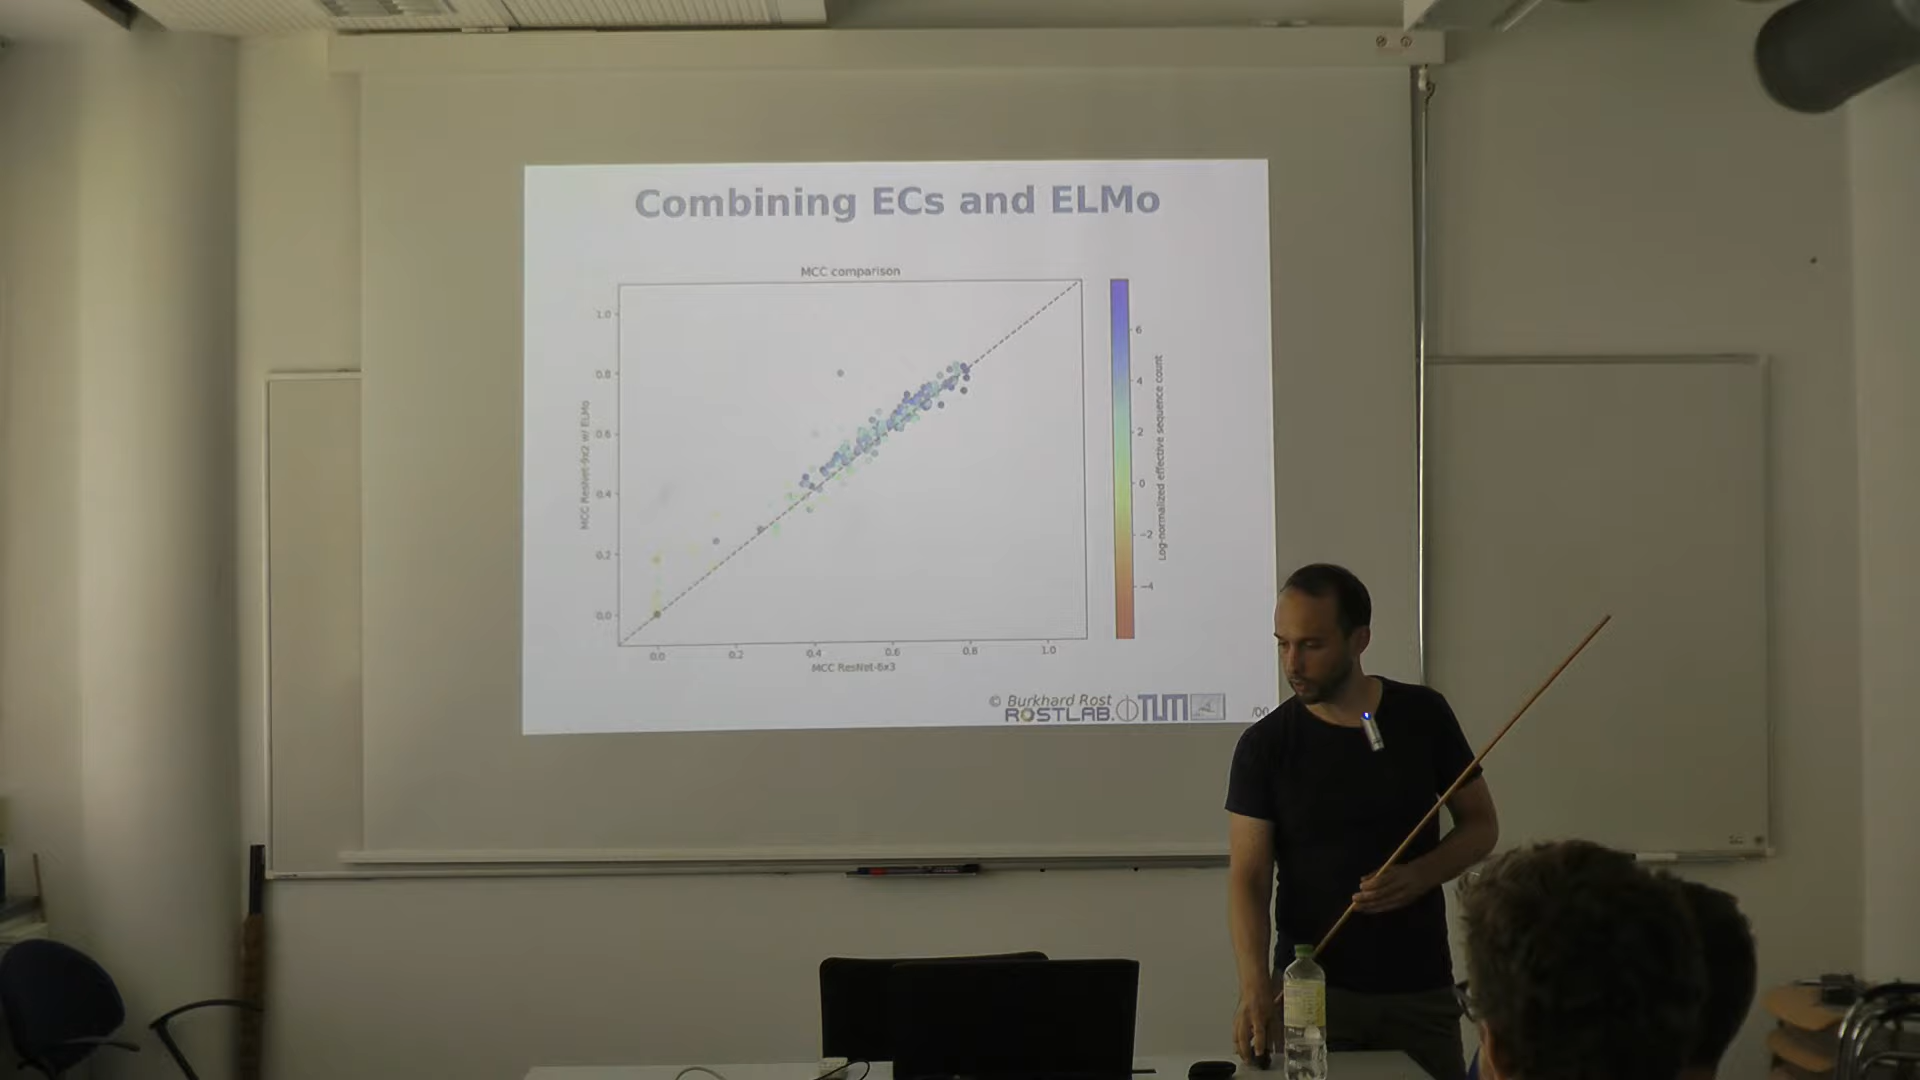 Combining ECs and ELMo
MCC comparison
1.0
0.8
0.6
0.4
0.2
0.0
MCC ResNet-9x2 w/ ELMo
0.0 0.2 0.4 0.6 0.8 1.0
MCC ResNet-6x3
6
4
2
0
−2
−4
Log-normalized effective sequence count
© Burkhard Rost
ROSTLAB. TUM
/00